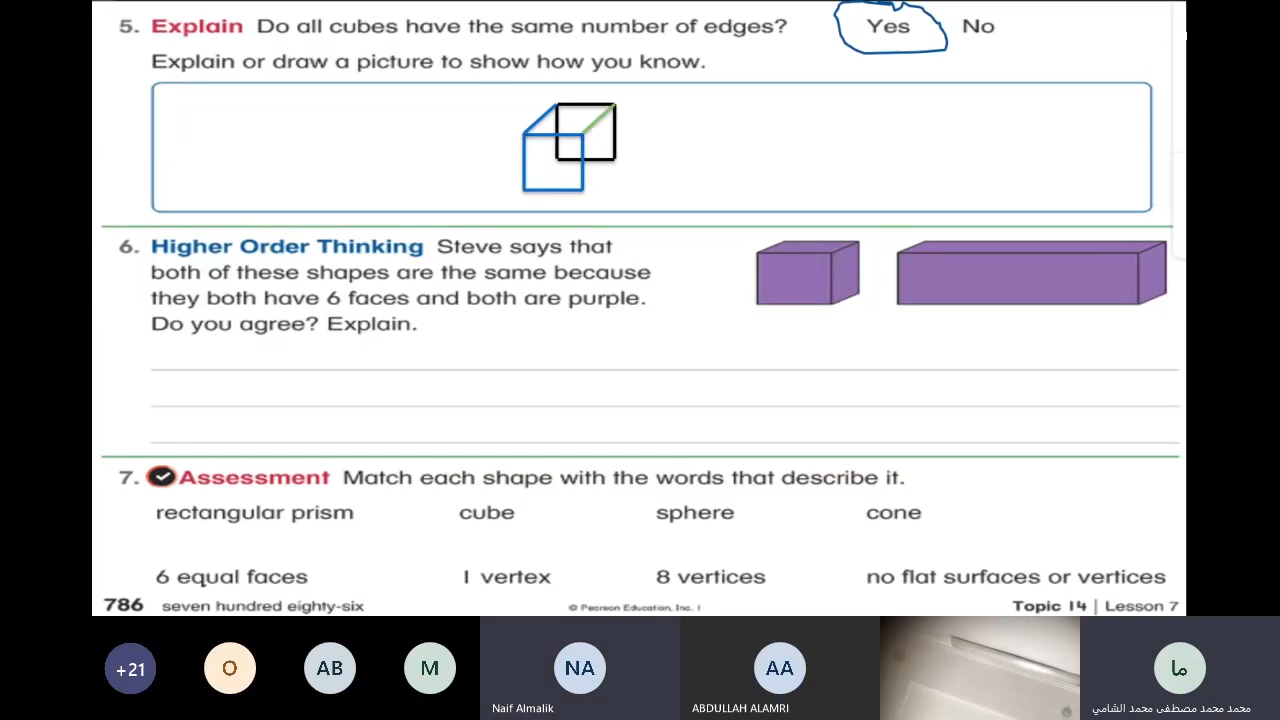 5. Explain Do all cubes have the same number of edges? Yes No
Explain or draw a picture to show how you know.
6. Higher Order Thinking Steve says that
both of these shapes are the same because
they both have 6 faces and both are purple.
Do you agree? Explain.
7. Assessment Match each shape with the words that describe it.
rectangular prism cube sphere cone
6 equal faces 1 vertex 8 vertices no flat surfaces or vertices
786 seven hundred eighty-six © Pearson Education, Inc. 1 Topic 14 | Lesson 7
+21 O AB M NA AA ما
Naif Almalik ABDULLAH ALAMRI محمد محمد مصطفى محمد الشامي